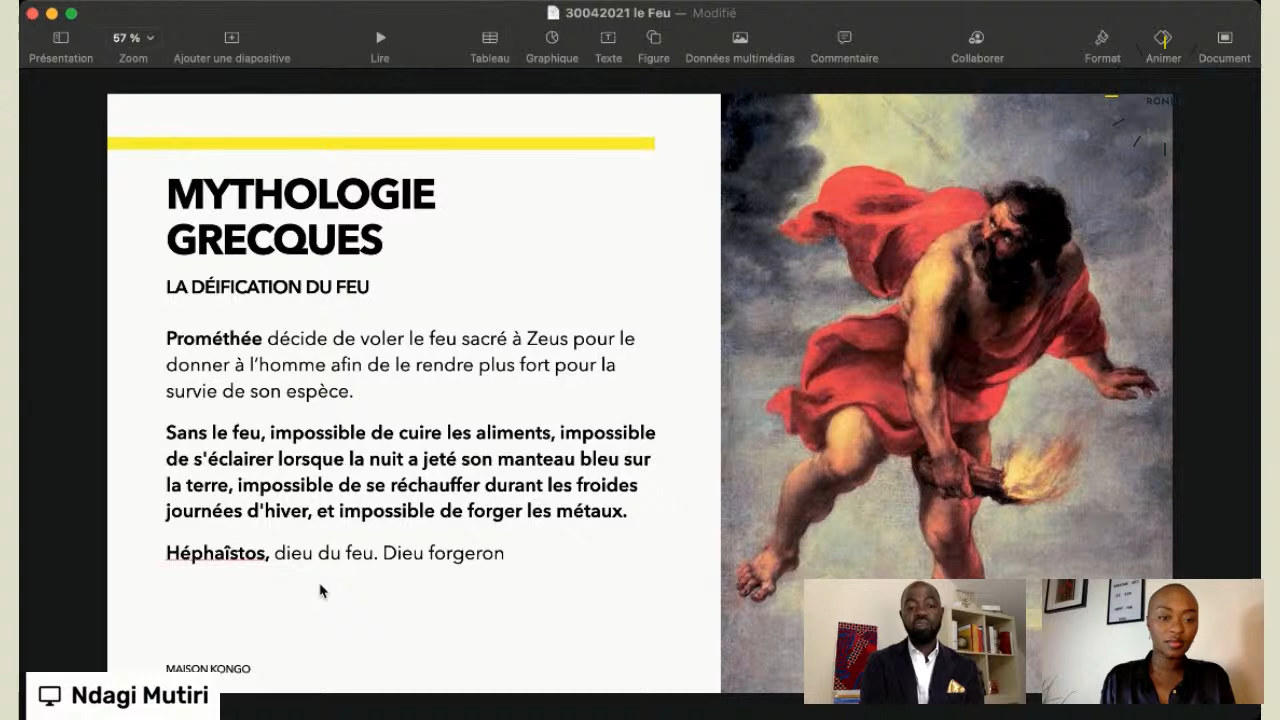 30042021 le Feu — Modifié
Présentation
57 %
Zoom
Ajouter une diapositive
Lire
Tableau
Graphique
Texte
Figure
Données multimédias
Commentaire
Collaborer
Format
Animer
Document
MYTHOLOGIE
GRECQUES
LA DÉIFICATION DU FEU
Prométhée décide de voler le feu sacré à Zeus pour le
donner à l’homme afin de le rendre plus fort pour la
survie de son espèce.
Sans le feu, impossible de cuire les aliments, impossible
de s'éclairer lorsque la nuit a jeté son manteau bleu sur
la terre, impossible de se réchauffer durant les froides
journées d'hiver, et impossible de forger les métaux.
Héphaîstos, dieu du feu. Dieu forgeron
MAISON KONGO
Ndagi Mutiri